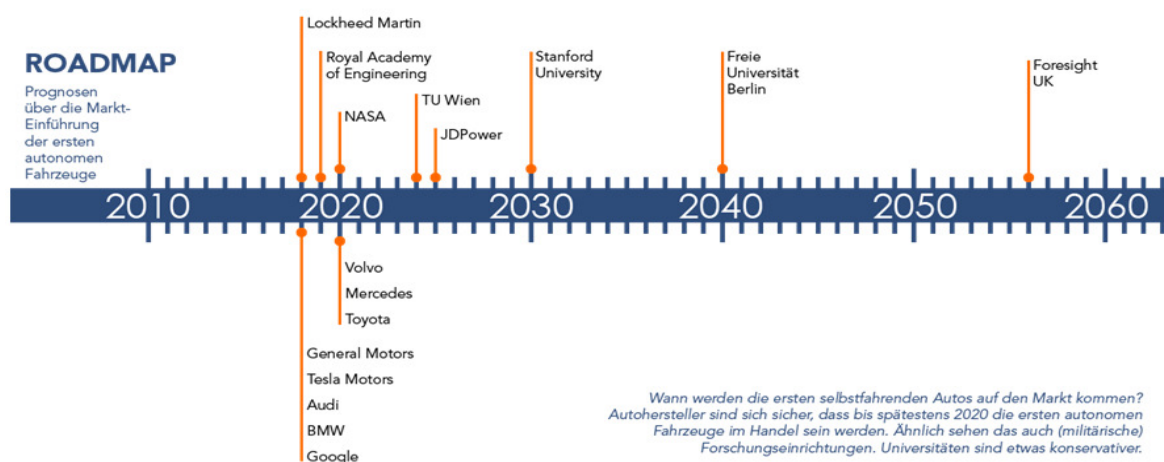 ROADMAP
Prognosen
über die Markt-
Einführung
der ersten
autonomen
Fahrzeuge
Lockheed Martin
Royal Academy
of Engineering
NASA
TU Wien
JDPower
Stanford
University
Freie
Universität
Berlin
Foresight
UK
2010 2020 2030 2040 2050 2060
Volvo
Mercedes
Toyota
General Motors
Tesla Motors
Audi
BMW
Google
Wann werden die ersten selbstfahrenden Autos auf den Markt kommen?
Autohersteller sind sich sicher, dass bis spätestens 2020 die ersten autonomen
Fahrzeuge im Handel sein werden. Ähnlich sehen das auch (militärische)
Forschungseinrichtungen. Universitäten sind etwas konservativer.